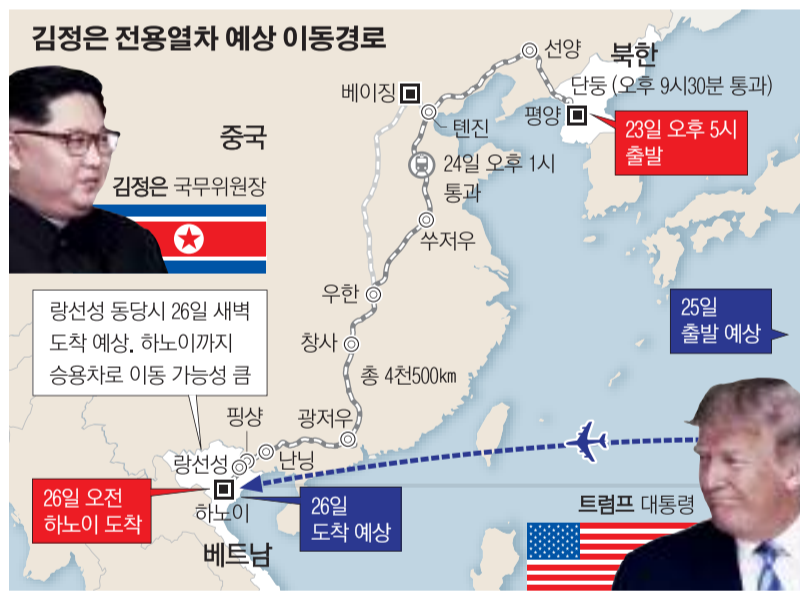 김정은 전용열차 예상 이동경로
선양
북한
단둥 (오후 9시30분 통과)
베이징
평양
톈진
23일 오후 5시
출발
중국
24일 오후 1시
통과
김정은 국무위원장
쑤저우
우한
랑선성 동당시 26일 새벽
도착 예상. 하노이까지
승용차로 이동 가능성 큼
25일
출발 예상
창사
총 4천500㎞
핑샹
광저우
랑선성
난닝
26일 오전
하노이 도착
하노이
26일
도착 예상
트럼프 대통령
베트남